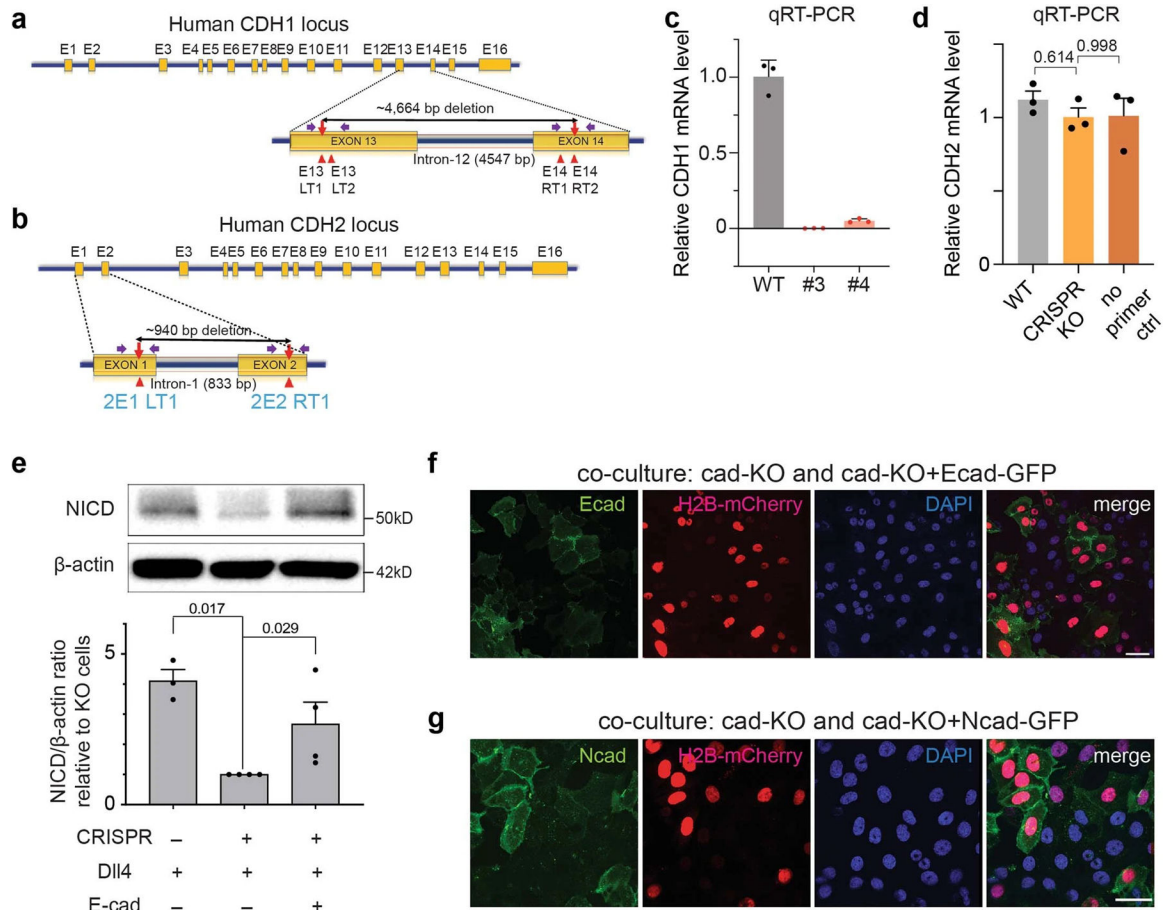 a
Human CDH1 locus
E1 E2 E3 E4 E5 E6 E7 E8 E9 E10 E11 E12 E13 E14 E15 E16
~4,664 bp deletion
EXON 13 EXON 14
Intron-12 (4547 bp)
E13 E13 E14 E14
LT1 LT2 RT1 RT2
b
Human CDH2 locus
E1 E2 E3 E4 E5 E6 E7 E8 E9 E10 E11 E12 E13 E14 E15 E16
~940 bp deletion
EXON 1 EXON 2
Intron-1 (833 bp)
2E1 LT1 2E2 RT1
c
qRT-PCR
Relative CDH1 mRNA level
1.0
0.5
0
WT #3 #4
d
qRT-PCR
Relative CDH2 mRNA level
0.614 0.998
1
0
WT
CRISPR
KO
no
primer
ctrl
e
NICD
50kD
β-actin
42kD
NICD/β-actin ratio
relative to KO cells
0.017
0.029
5
0
CRISPR – + +
Dll4 + + +
E-cad – – +
f
co-culture: cad-KO and cad-KO+Ecad-GFP
Ecad H2B-mCherry DAPI merge
g
co-culture: cad-KO and cad-KO+Ncad-GFP
Ncad H2B-mCherry DAPI merge